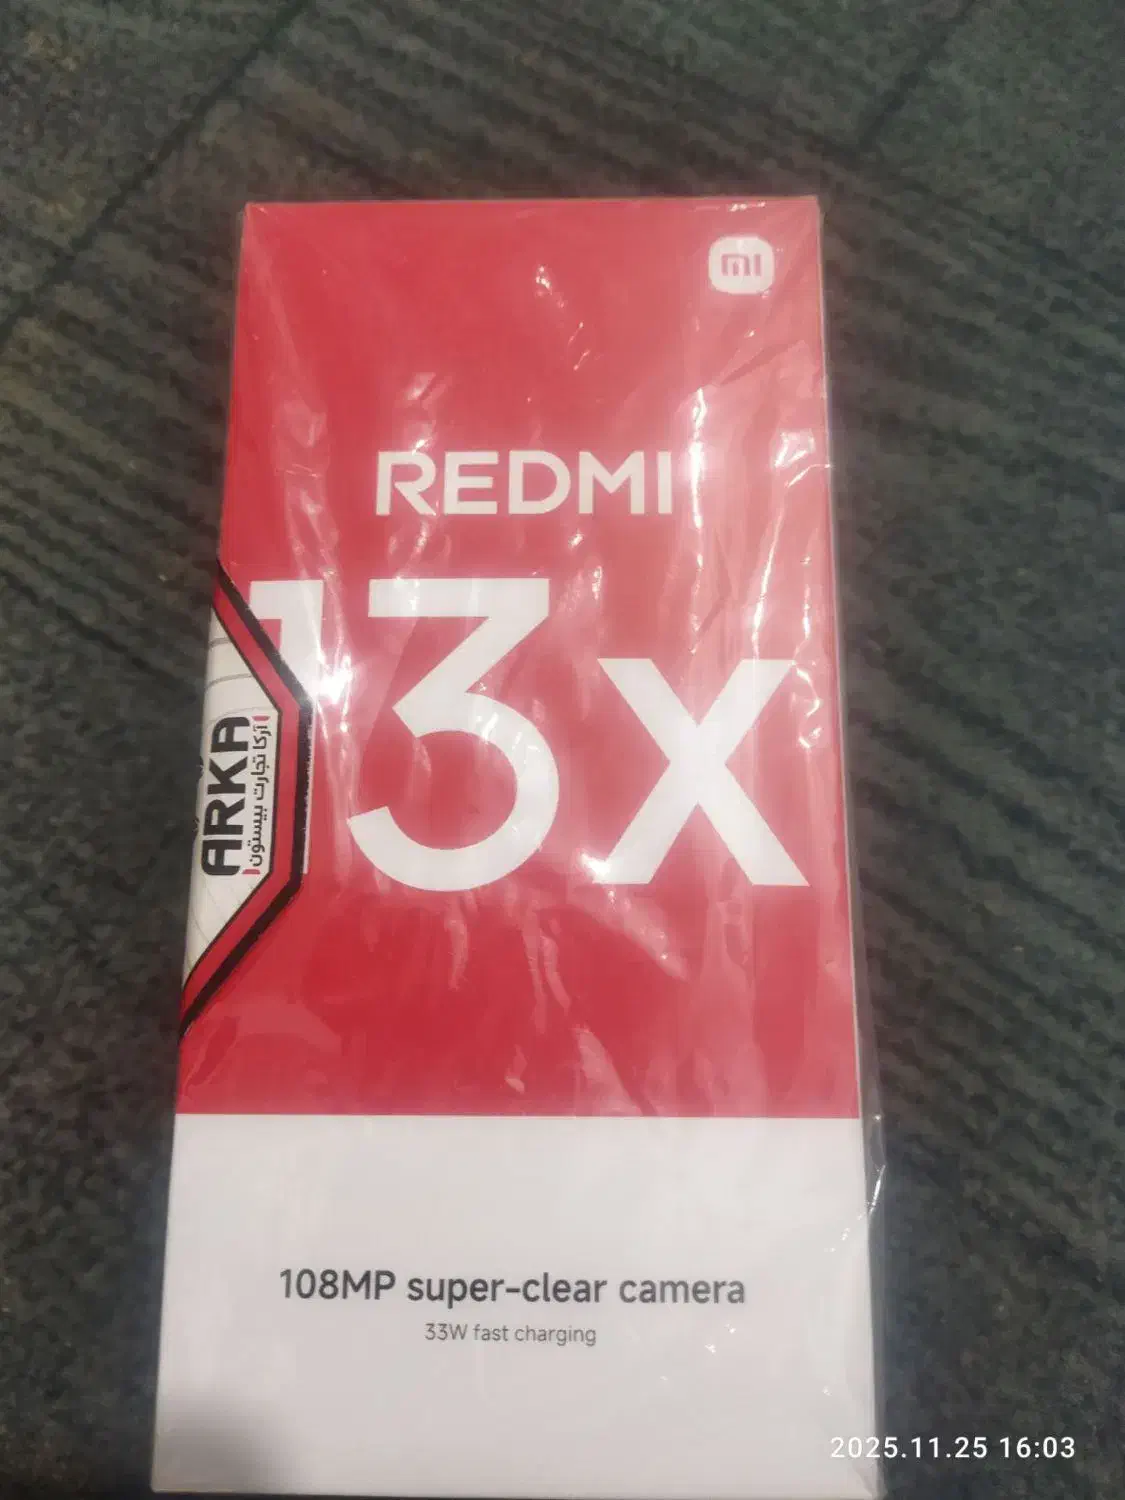 mi
REDMI
13x
ARKA
آرکا تجارت بیستون
108MP super-clear camera
33W fast charging
2025.11.25 16:03